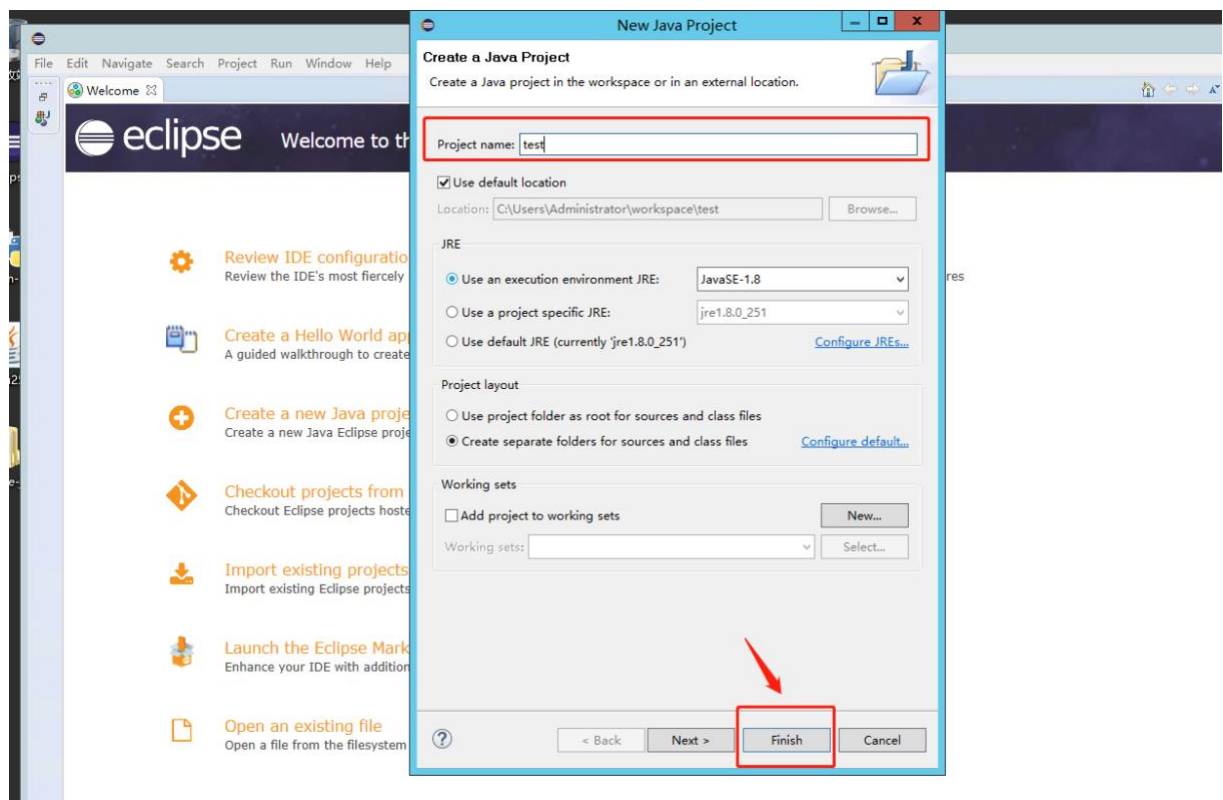 New Java Project
File Edit Navigate Search Project Run Window Help
Create a Java Project
Create a Java project in the workspace or in an external location.
Welcome
eclipse Welcome to
Project name: test
Use default location
Location: C:\Users\Administrator\workspace\test Browse...
JRE
Use an execution environment JRE: JavaSE-1.8
Use a project specific JRE: jre1.8.0_251
Use default JRE (currently 'jre1.8.0_251') Configure JREs...
Project layout
Use project folder as root for sources and class files
Create separate folders for sources and class files Configure default...
Working sets
Add project to working sets New...
Working sets: Select...
< Back Next > Finish Cancel
Review IDE configuratio
Review the IDE's most fiercely
res
Create a Hello World ap
A guided walkthrough to create
Create a new Java proje
Create a new Java Eclipse proje
Checkout projects from
Checkout Eclipse projects hoste
Import existing projects
Import existing Eclipse projects
Launch the Eclipse Mark
Enhance your IDE with addition
Open an existing file
Open a file from the filesystem